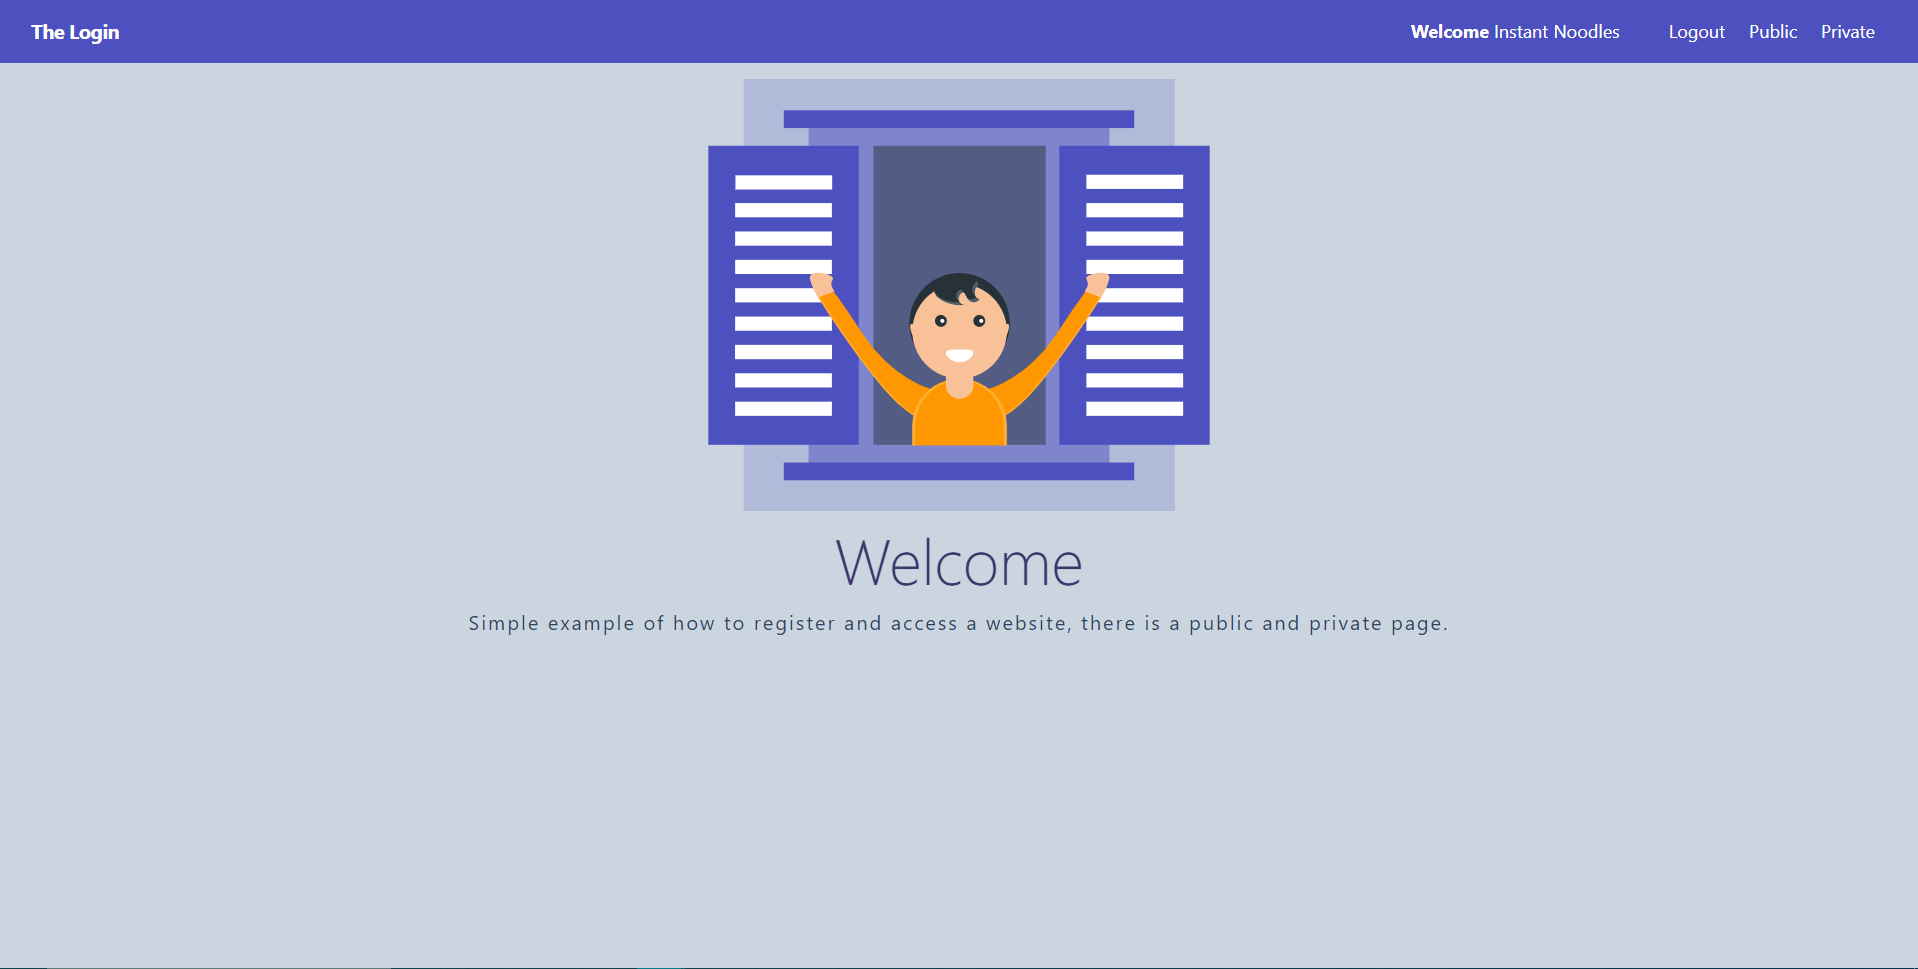 The Login
Welcome Instant Noodles Logout Public Private
Welcome
Simple example of how to register and access a website, there is a public and private page.